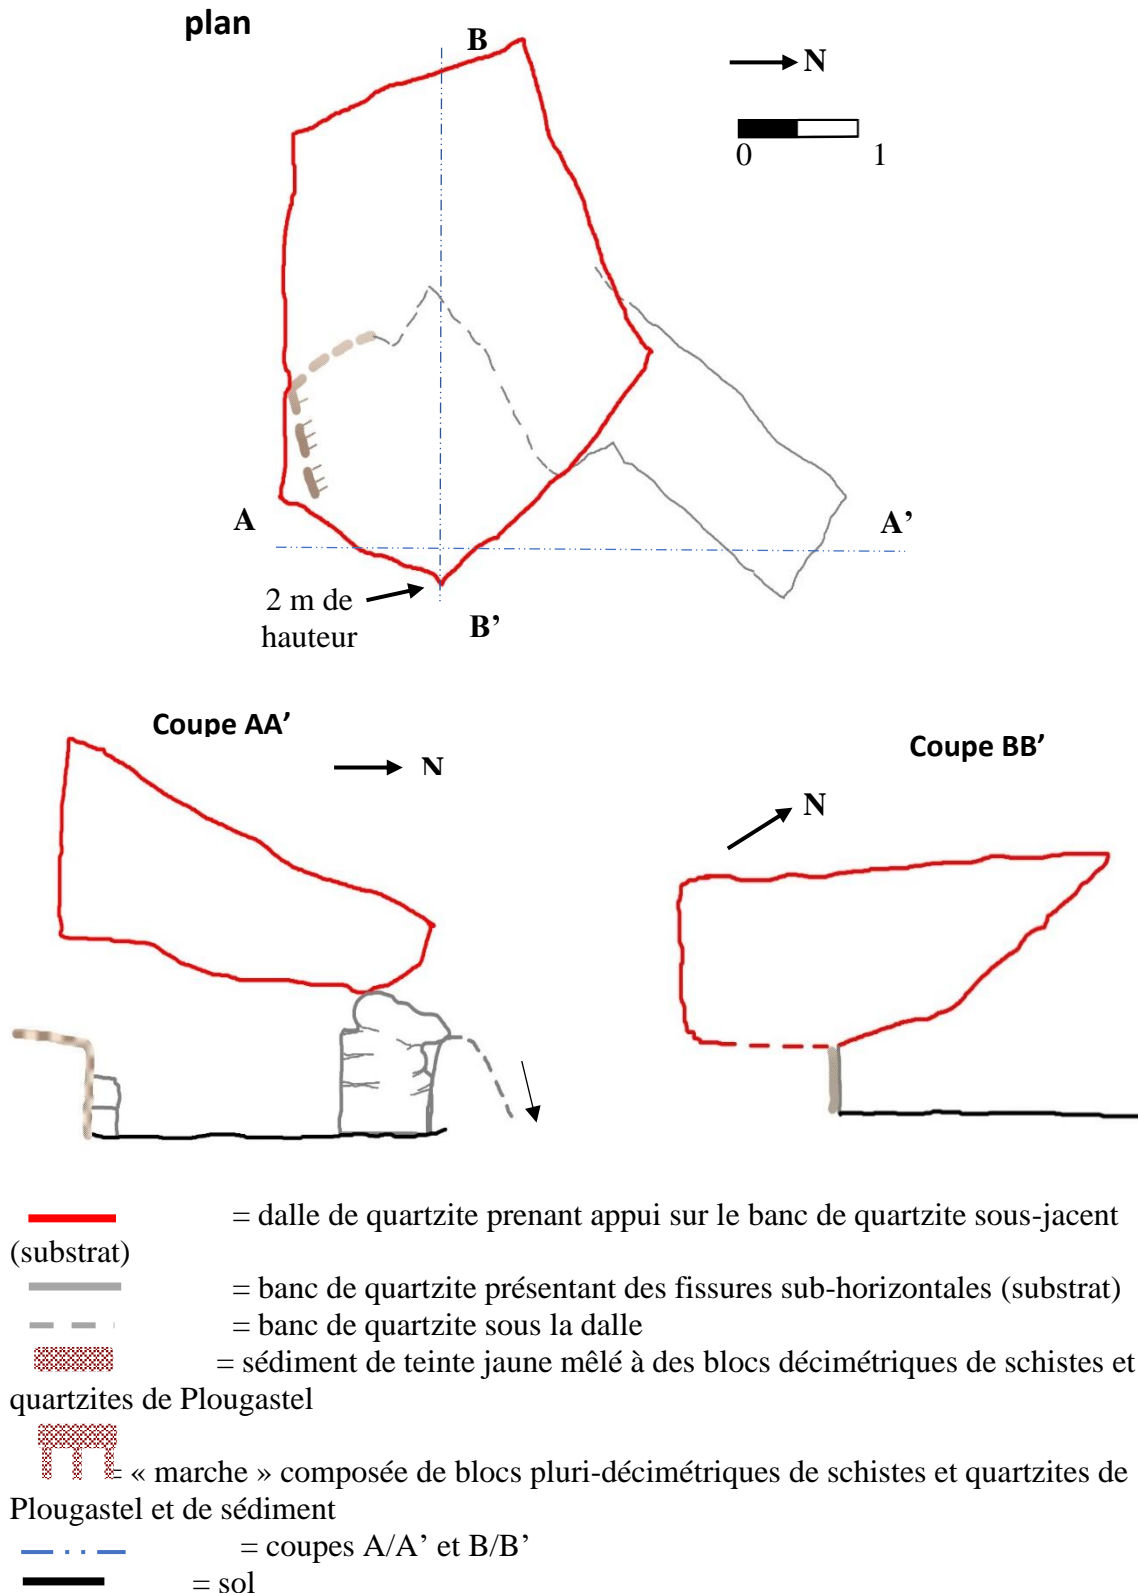 plan
B
N
0 1
A
A’
2 m de
hauteur
B’
Coupe AA’
N
Coupe BB’
N
= dalle de quartzite prenant appui sur le banc de quartzite sous-jacent
(substrat)
= banc de quartzite présentant des fissures sub-horizontales (substrat)
= banc de quartzite sous la dalle
= sédiment de teinte jaune mêlé à des blocs décimétriques de schistes et
quartzites de Plougastel
= « marche » composée de blocs pluri-décimétriques de schistes et quartzites de
Plougastel et de sédiment
= coupes A/A’ et B/B’
= sol